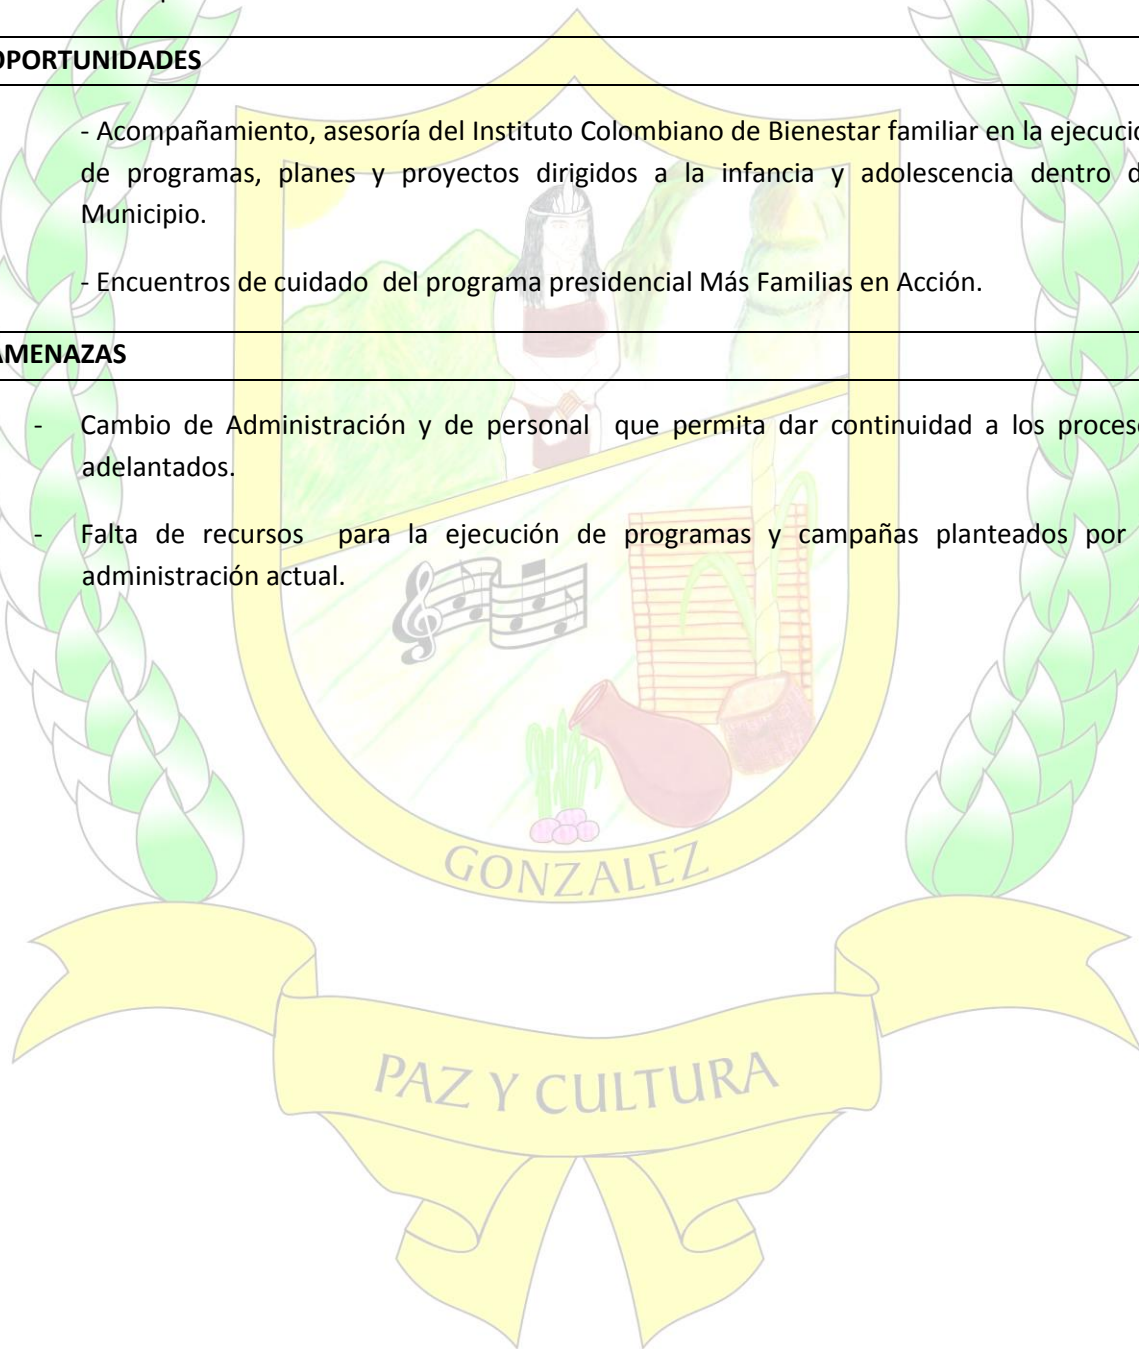 OPORTUNIDADES
- Acompañamiento, asesoría del Instituto Colombiano de Bienestar familiar en la
de programas, planes y proyectos dirigidos a la infancia y adolescencia dentro
Municipio.
- Encuentros de cuidado del programa presidencial Más Familias en Acción.
AMENAZAS
- Cambio de Administración y de personal que permita dar continuidad a los
adelantados.
- Falta de recursos para la ejecución de programas y campañas planteados por
administración actual.
GONZALEZ
PAZ Y CULTURA